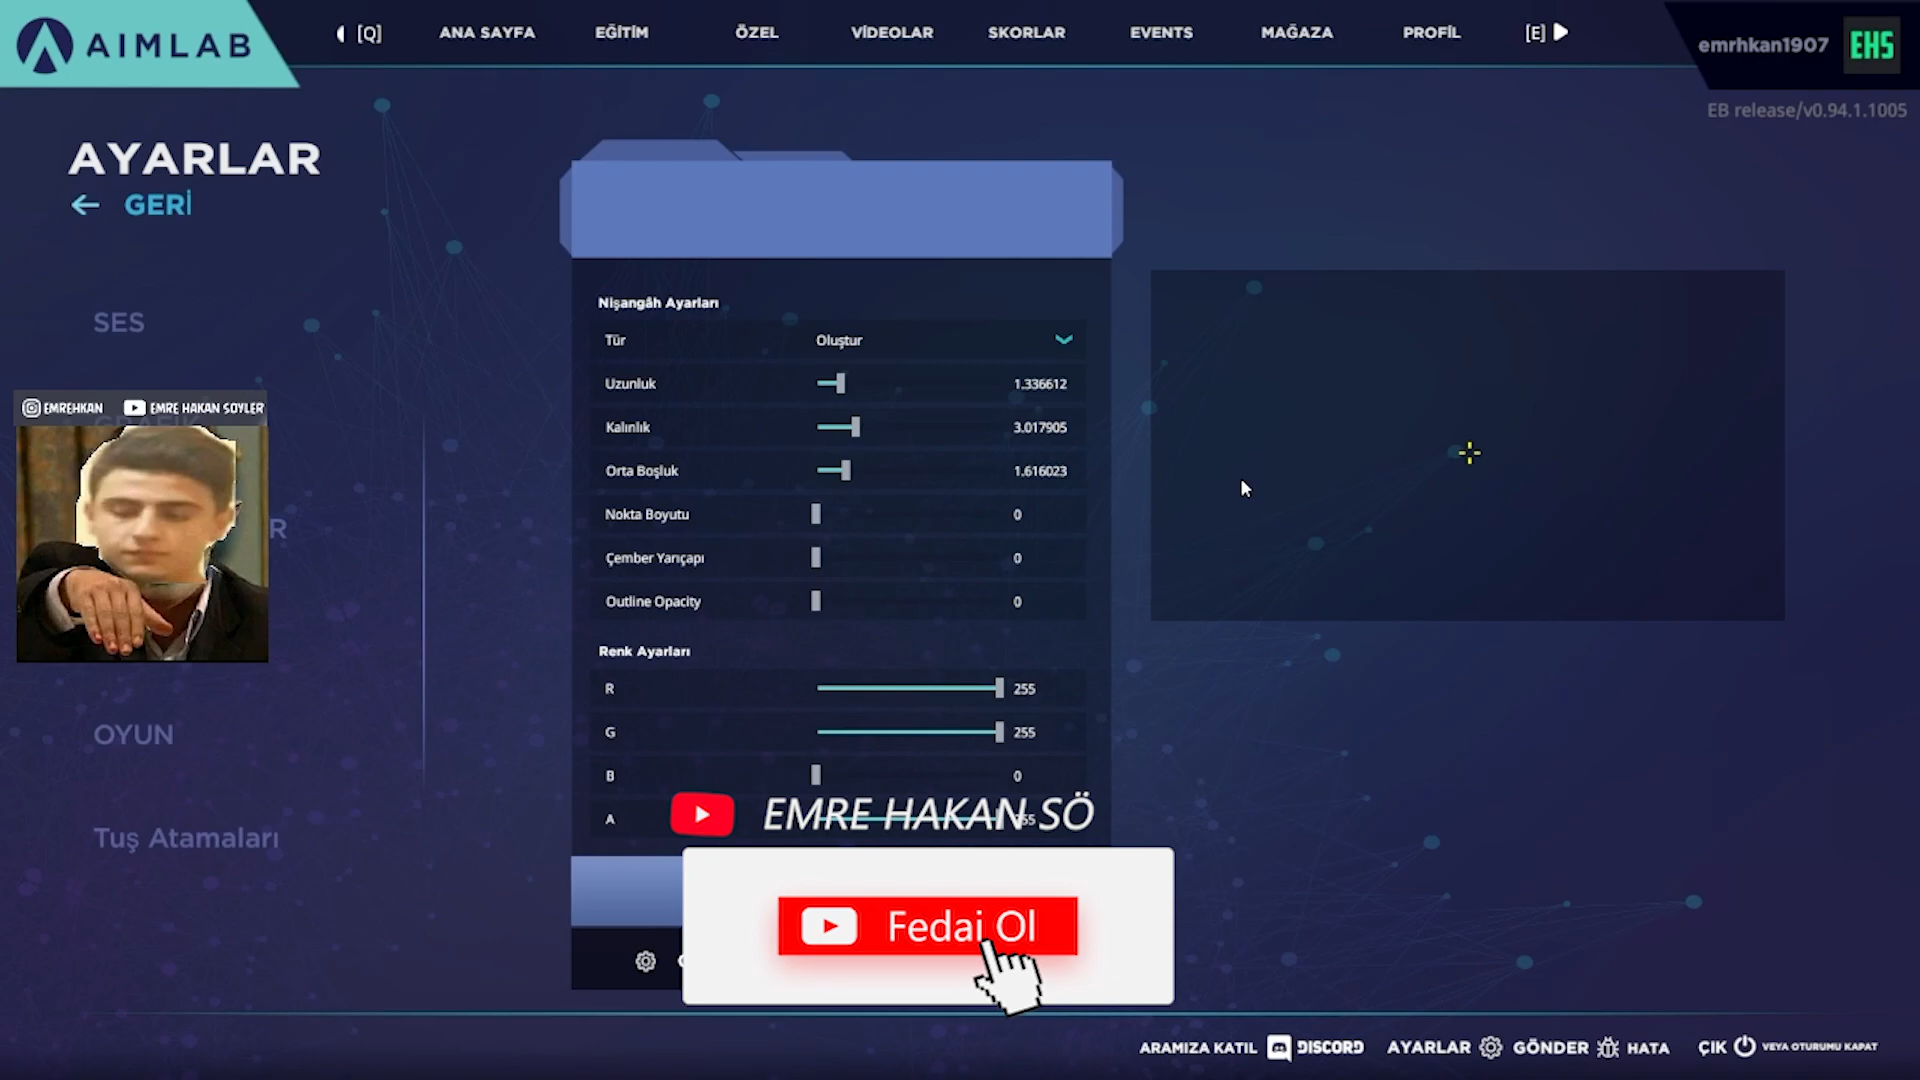 AIMLAB
[Q]
ANA SAYFA
EĞİTİM
ÖZEL
VİDEOLAR
SKORLAR
EVENTS
MAĞAZA
PROFİL
[E]
emrhkan1907
EHS
EB release/v0.94.1.1005
AYARLAR
GERİ
SES
EMREHKAN
EMRE HAKAN SÖYLER
OYUN
Tuş Atamaları
Nişangâh Ayarları
Tür
Oluştur
Uzunluk
1.336612
Kalınlık
3.017905
Orta Boşluk
1.616023
Nokta Boyutu
0
Çember Yarıçapı
0
Outline Opacity
0
Renk Ayarları
R
255
G
255
B
0
A
EMRE HAKAN SÖ
Fedai Ol
ARAMIZA KATIL DISCORD
AYARLAR
GÖNDER HATA
ÇIK VEYA OTURUMU KAPAT